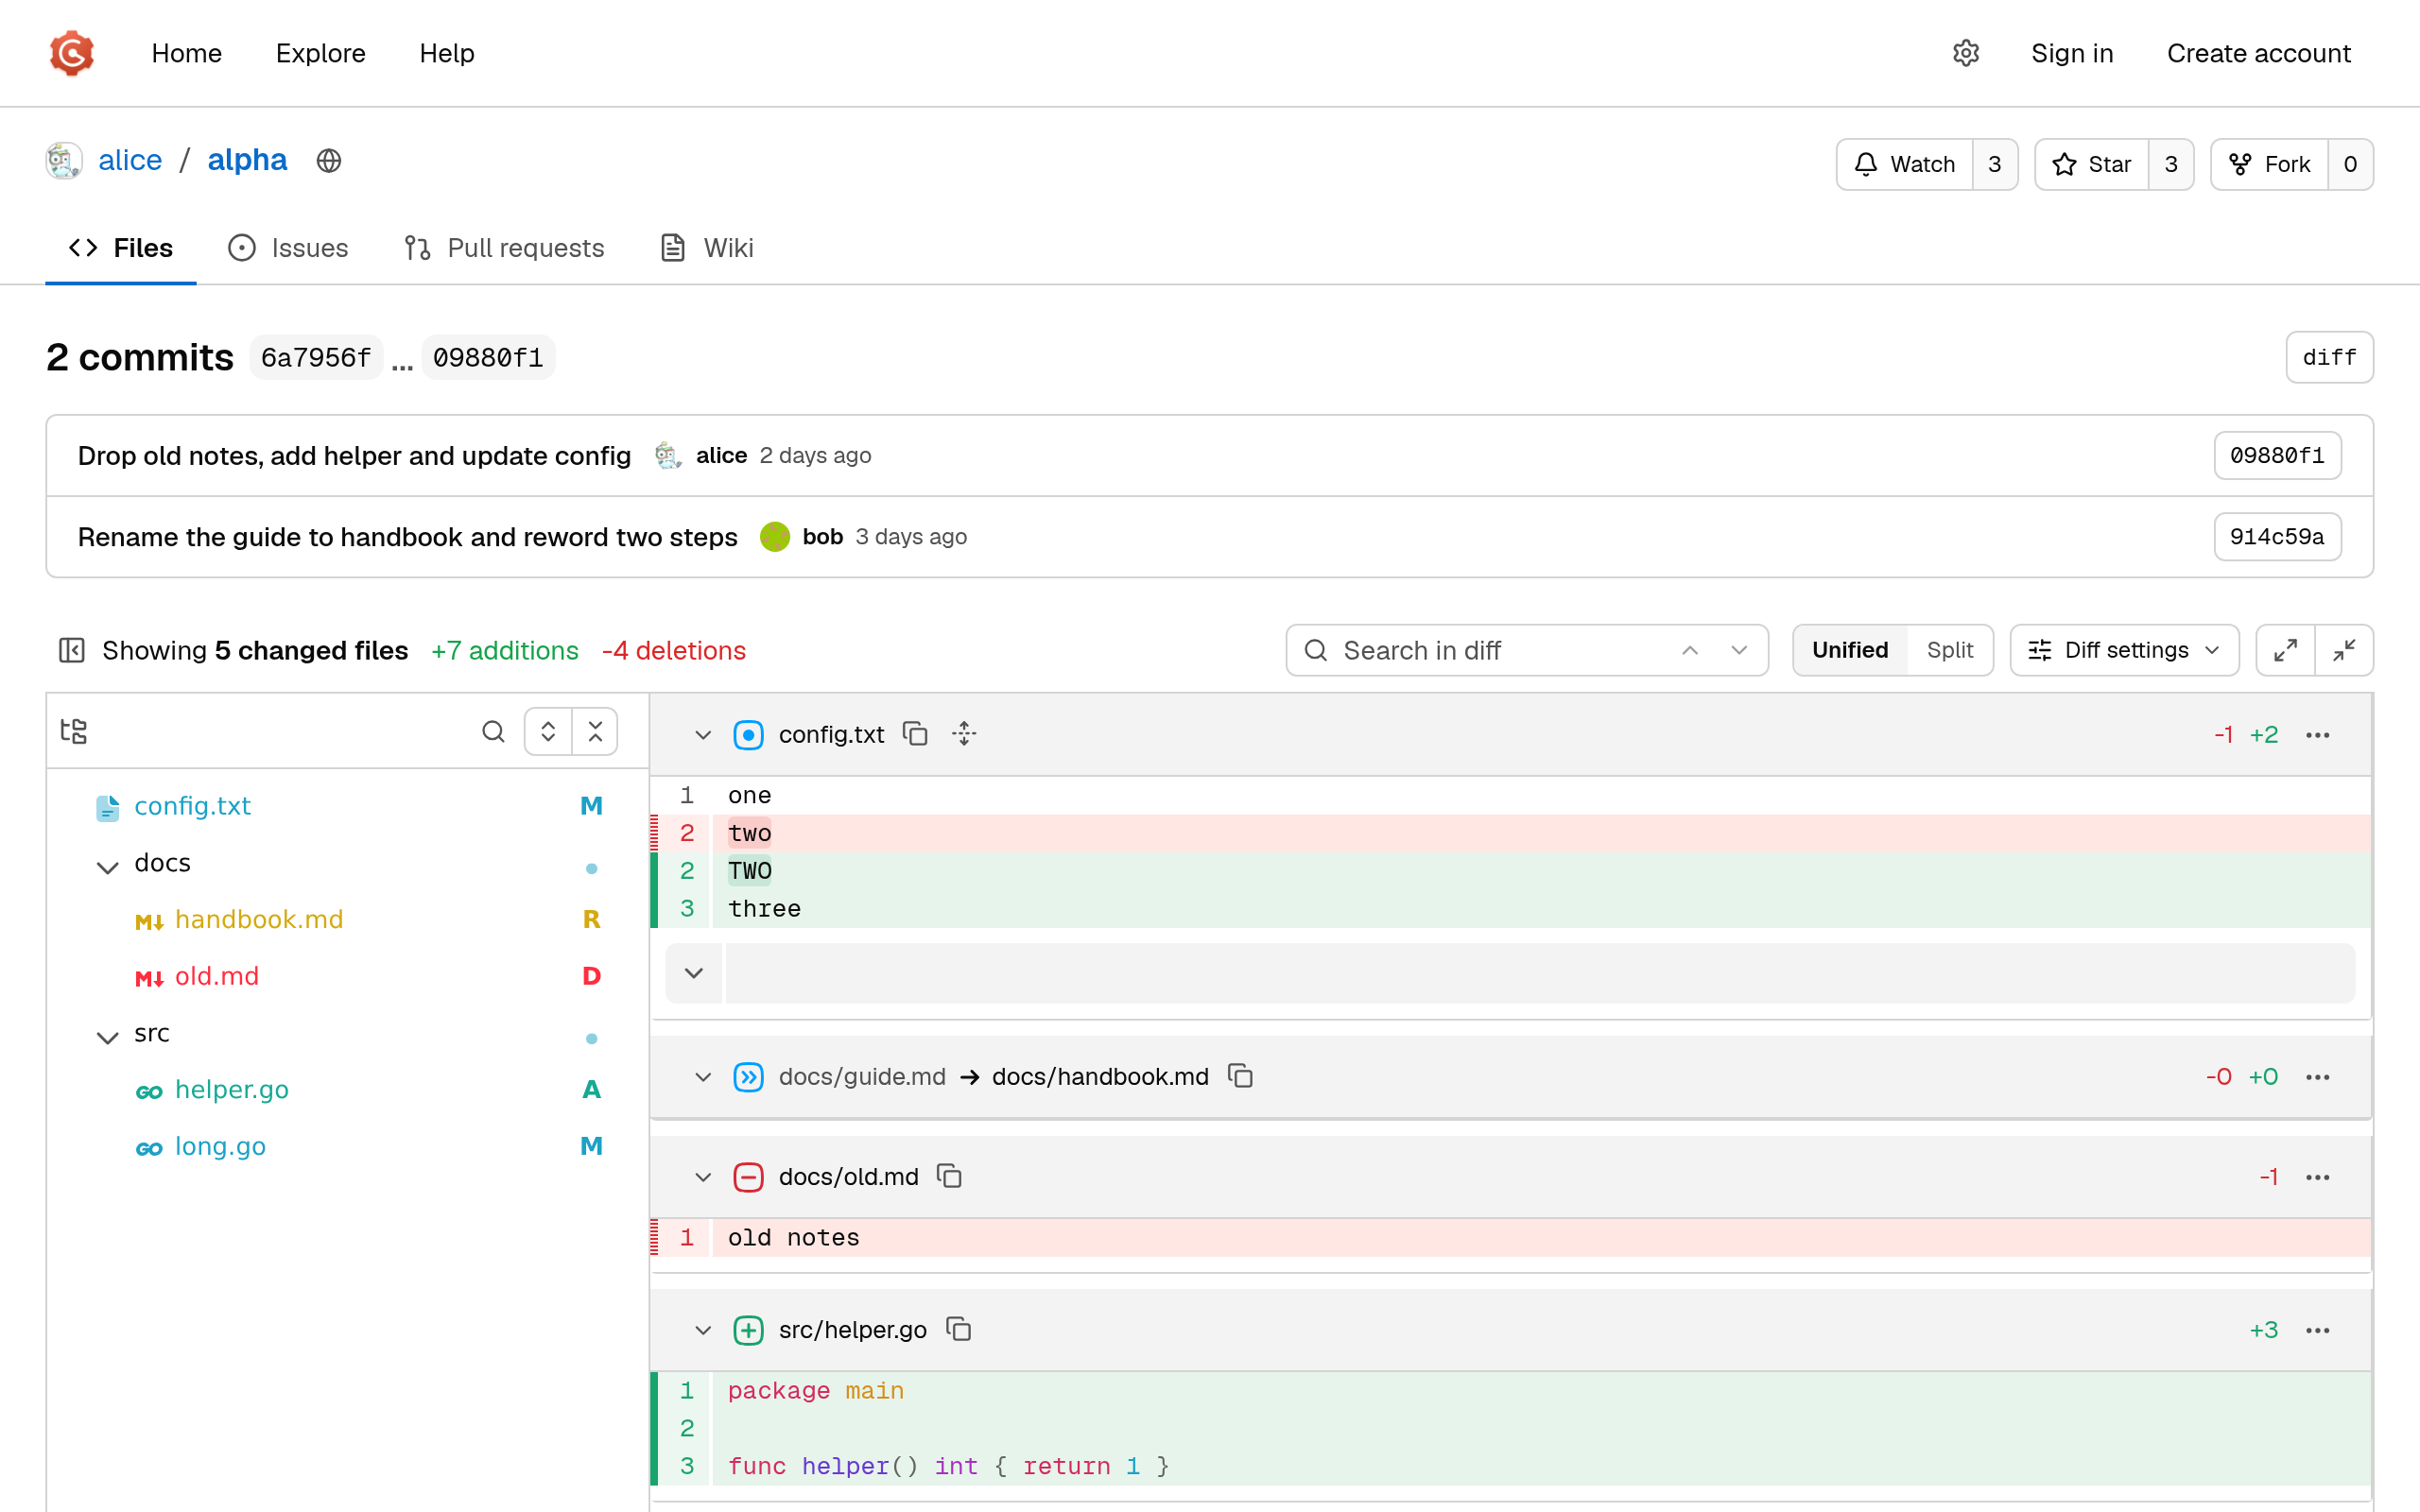 Home Explore Help Sign in Create account
alice / alpha Watch 3 Star 3 Fork 0
Files Issues Pull requests Wiki
2 commits 6a7956f ... 09880f1 diff
Drop old notes, add helper and update config alice 2 days ago 09880f1
Rename the guide to handbook and reword two steps bob 3 days ago 914c59a
Showing 5 changed files +7 additions -4 deletions Search in diff Unified Split Diff settings
config.txt M
docs
handbook.md R
old.md D
src
helper.go A
long.go M
config.txt -1 +2
1 one
2 two
2 TWO
3 three
docs/guide.md → docs/handbook.md -0 +0
docs/old.md -1
1 old notes
src/helper.go +3
1 package main
2
3 func helper() int { return 1 }